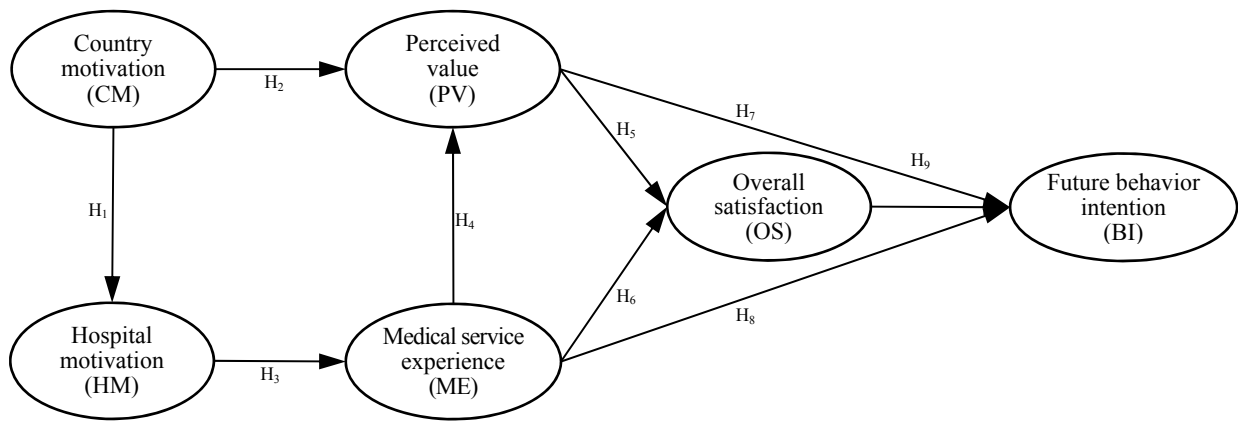 Country
motivation
(CM)
H₂
Perceived
value
(PV)
H₇
H₅
H₉
Overall
satisfaction
(OS)
Future behavior
intention
(BI)
H₁
H₄
H₆
H₈
Hospital
motivation
(HM)
H₃
Medical service
experience
(ME)